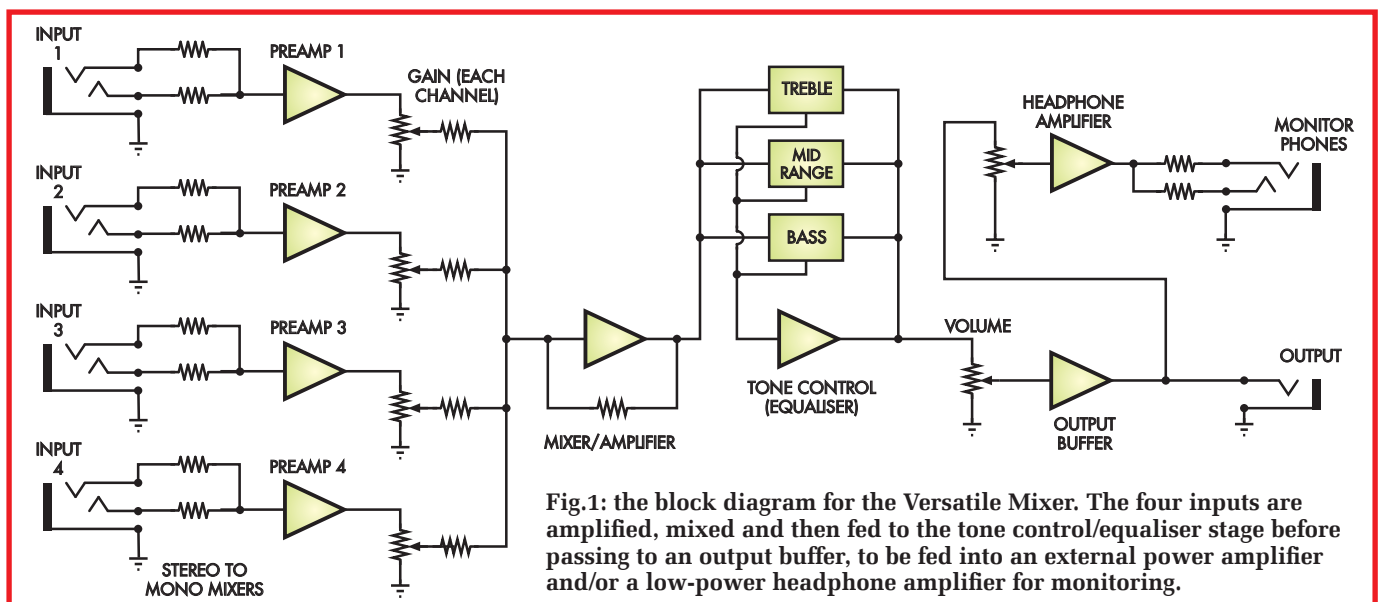 INPUT
1
PREAMP 1
GAIN (EACH
CHANNEL)
INPUT
2
PREAMP 2
INPUT
3
PREAMP 3
INPUT
4
PREAMP 4
STEREO TO
MONO MIXERS
MIXER/AMPLIFIER
TREBLE
MID
RANGE
BASS
TONE CONTROL
(EQUALISER)
VOLUME
HEADPHONE
AMPLIFIER
MONITOR
PHONES
OUTPUT
BUFFER
OUTPUT
Fig.1: the block diagram for the Versatile Mixer. The four inputs are
amplified, mixed and then fed to the tone control/equaliser stage before
passing to an output buffer, to be fed into an external power amplifier
and/or a low-power headphone amplifier for monitoring.